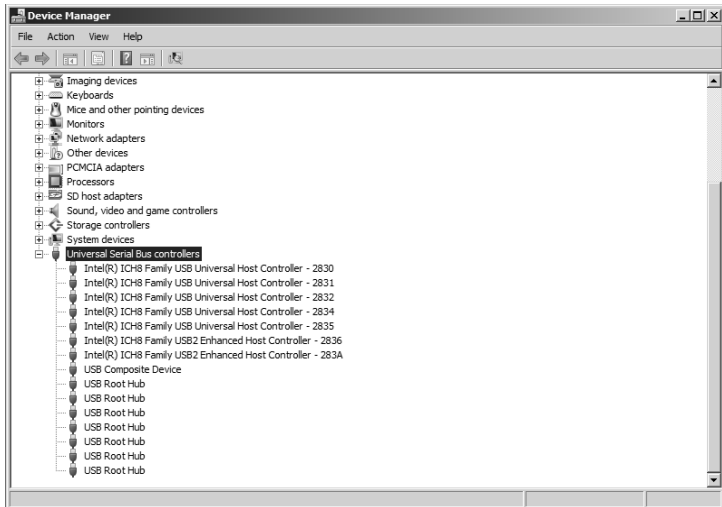 Device Manager
File Action View Help
Imaging devices
Keyboards
Mice and other pointing devices
Monitors
Network adapters
Other devices
PCMCIA adapters
Processors
SD host adapters
Sound, video and game controllers
Storage controllers
System devices
Universal Serial Bus controllers
Intel(R) ICH8 Family USB Universal Host Controller - 2830
Intel(R) ICH8 Family USB Universal Host Controller - 2831
Intel(R) ICH8 Family USB Universal Host Controller - 2832
Intel(R) ICH8 Family USB Universal Host Controller - 2834
Intel(R) ICH8 Family USB Universal Host Controller - 2835
Intel(R) ICH8 Family USB2 Enhanced Host Controller - 2836
Intel(R) ICH8 Family USB2 Enhanced Host Controller - 283A
USB Composite Device
USB Root Hub
USB Root Hub
USB Root Hub
USB Root Hub
USB Root Hub
USB Root Hub
USB Root Hub